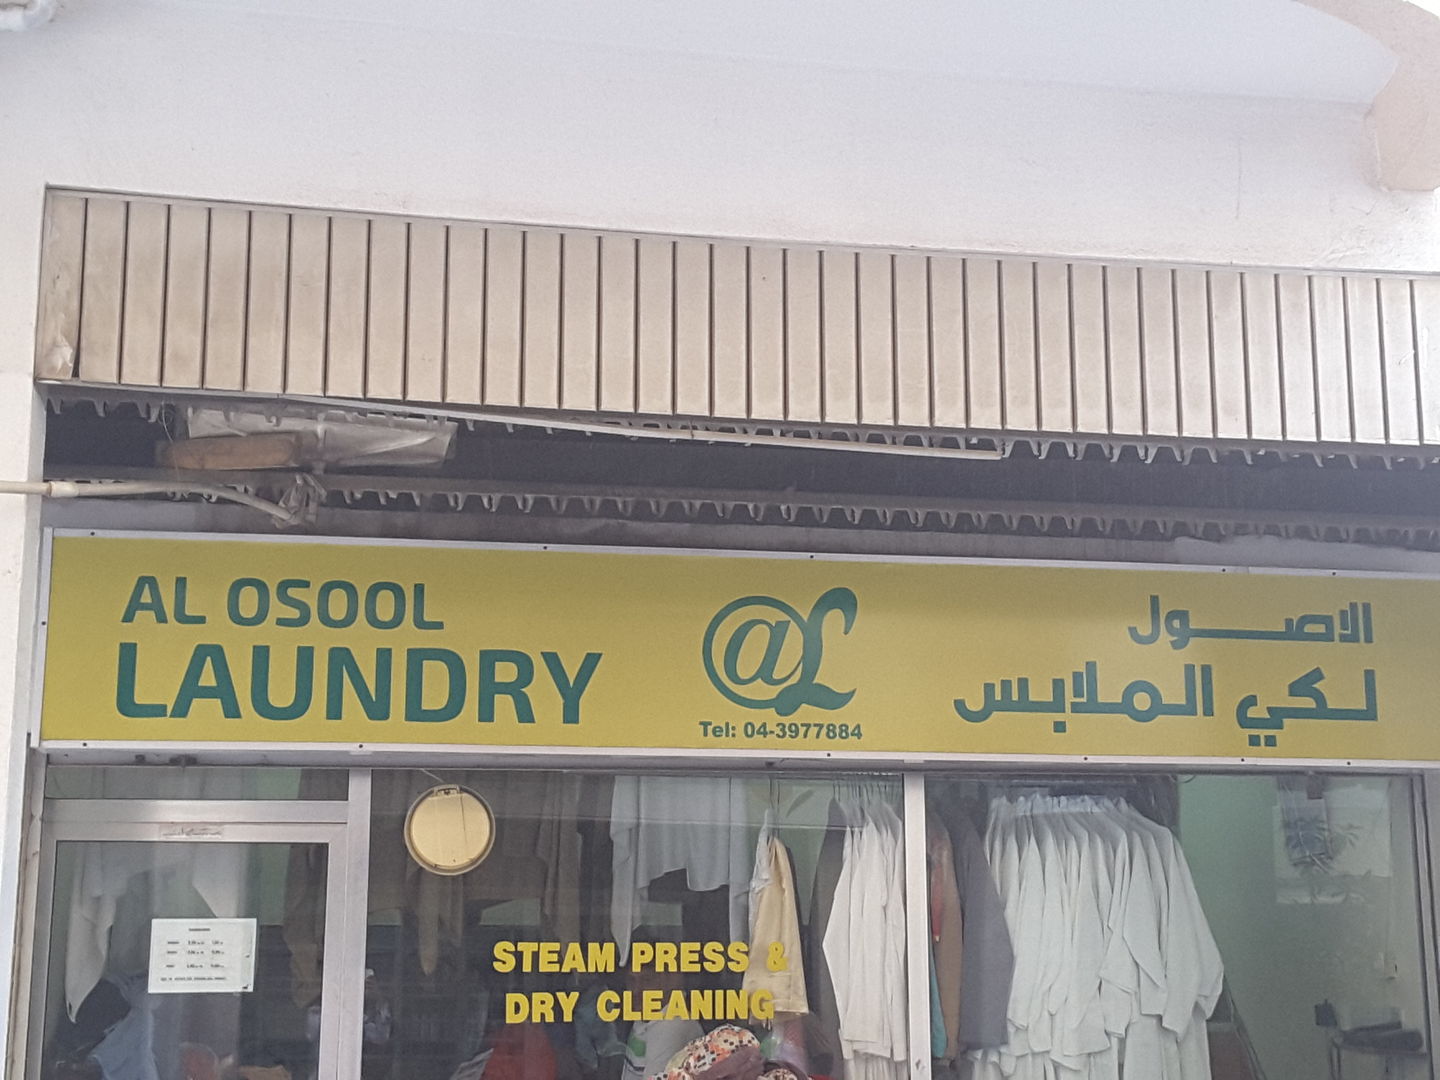 AL OSOOL
LAUNDRY
@L
Tel: 04-3977884
الاصول
لكي الملابس
STEAM PRESS &
DRY CLEANING